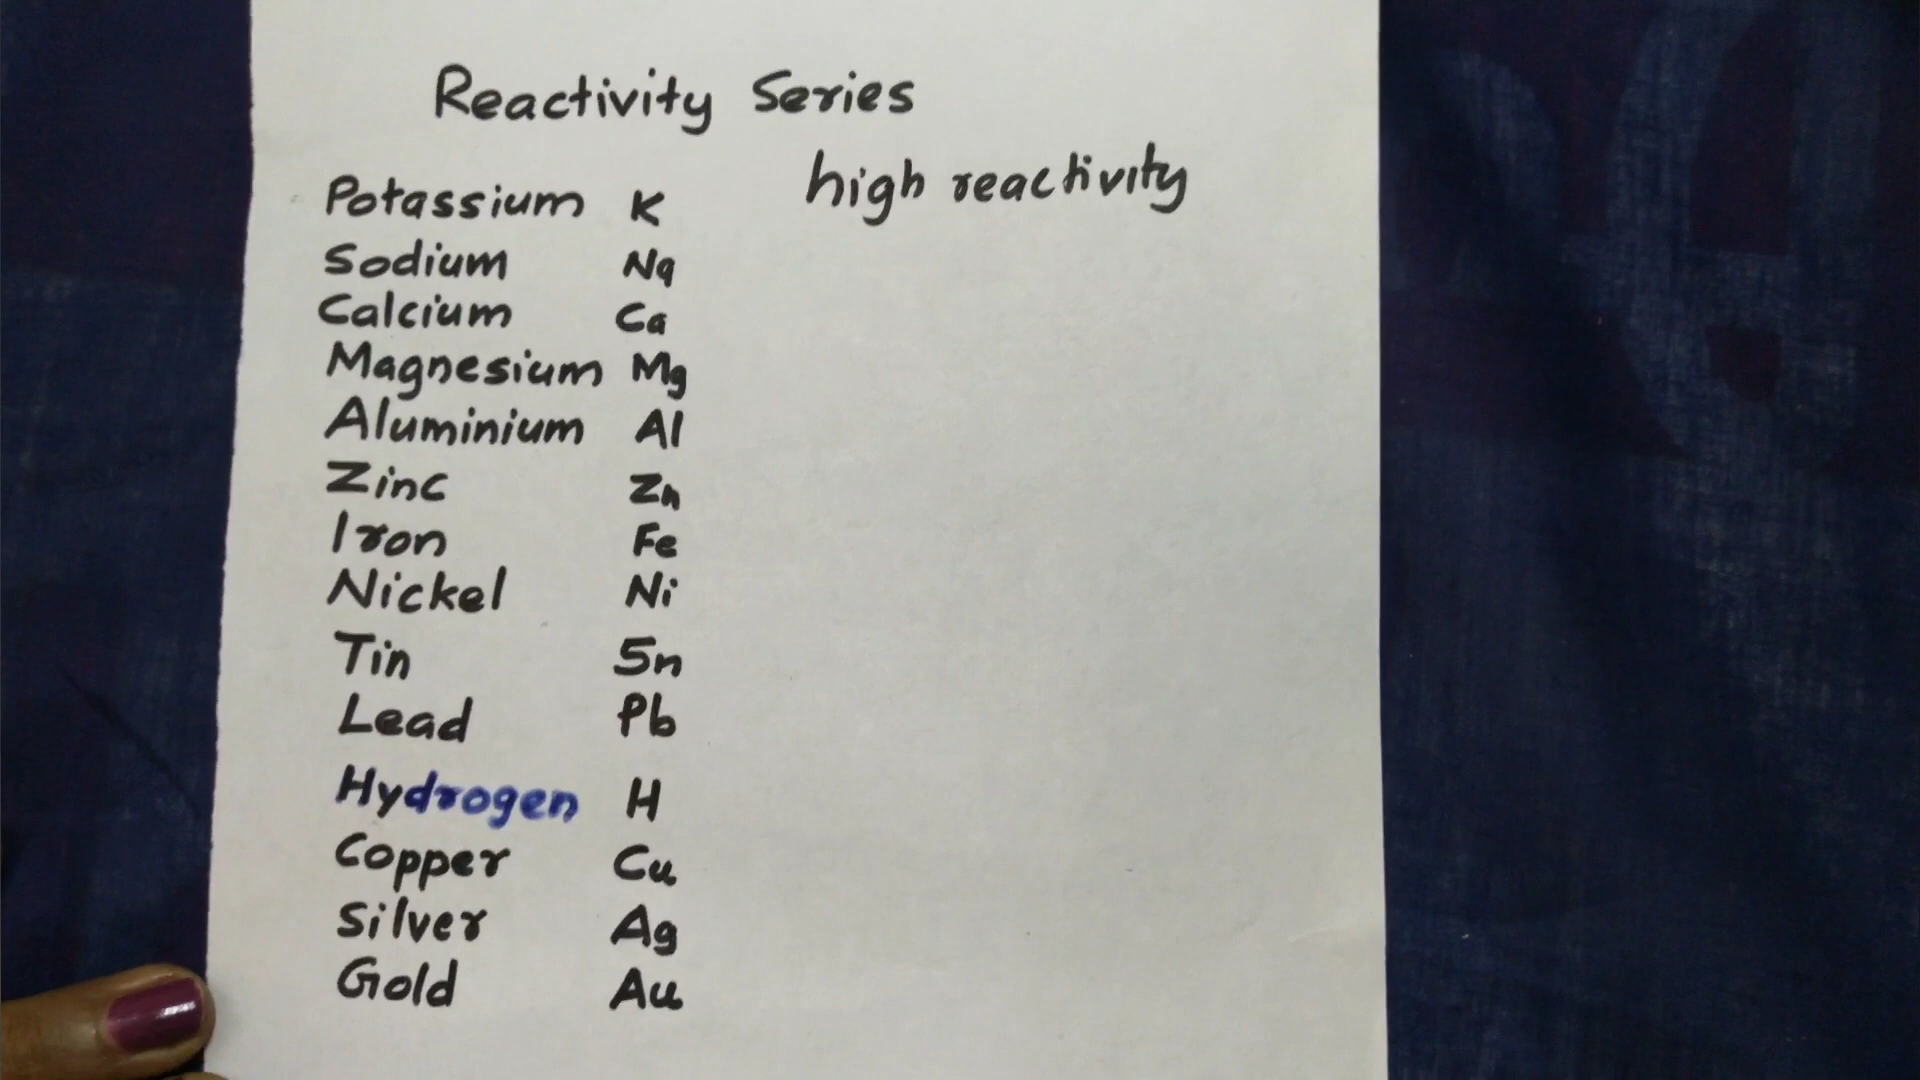 Reactivity Series
high reactivity
Potassium K
Sodium Na
Calcium Ca
Magnesium Mg
Aluminium Al
Zinc Zn
Iron Fe
Nickel Ni
Tin Sn
Lead Pb
Hydrogen H
Copper Cu
Silver Ag
Gold Au